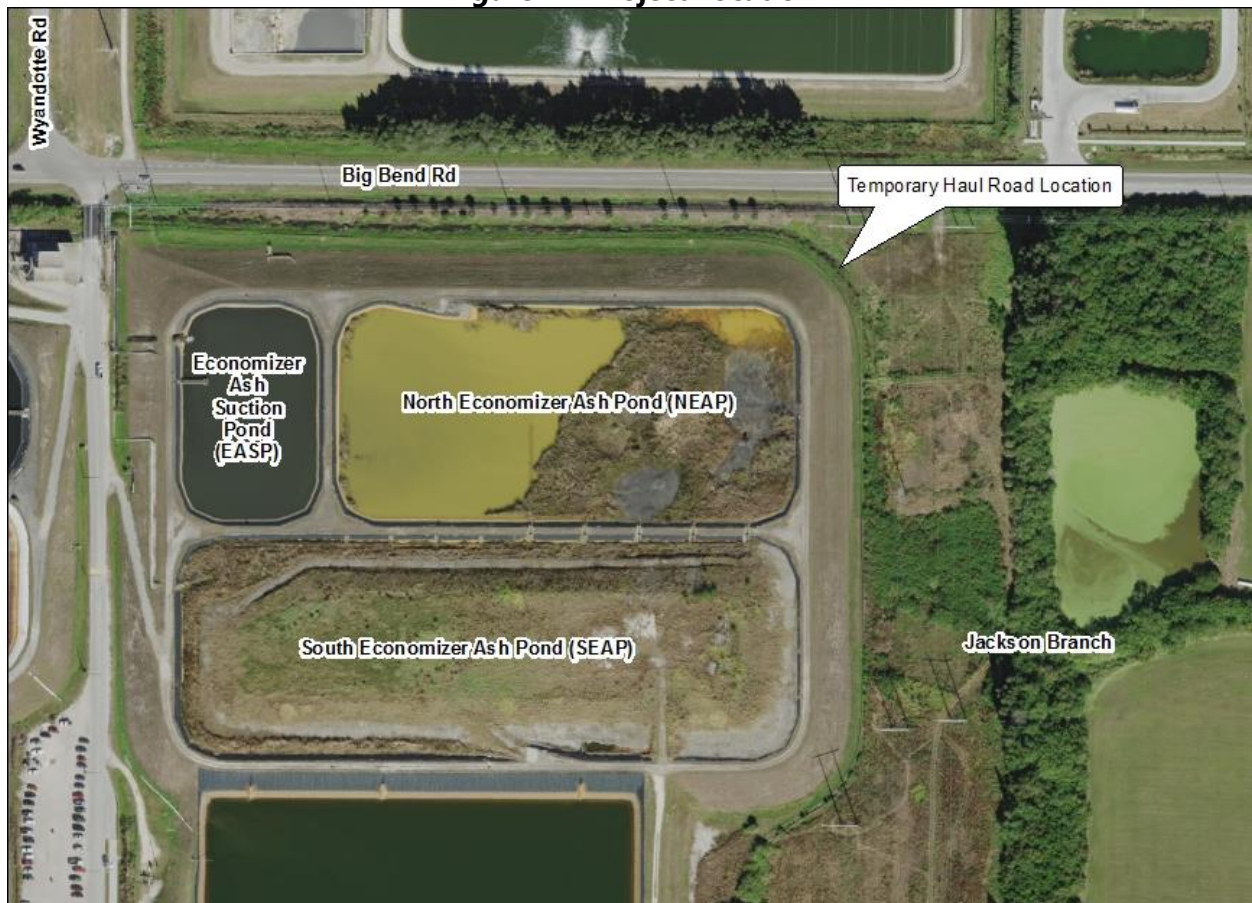 Wyandotte Rd
Big Bend Rd
Temporary Haul Road Location
Economizer
Ash
Suction
Pond
(EASP)
North Economizer Ash Pond (NEAP)
South Economizer Ash Pond (SEAP)
Jackson Branch